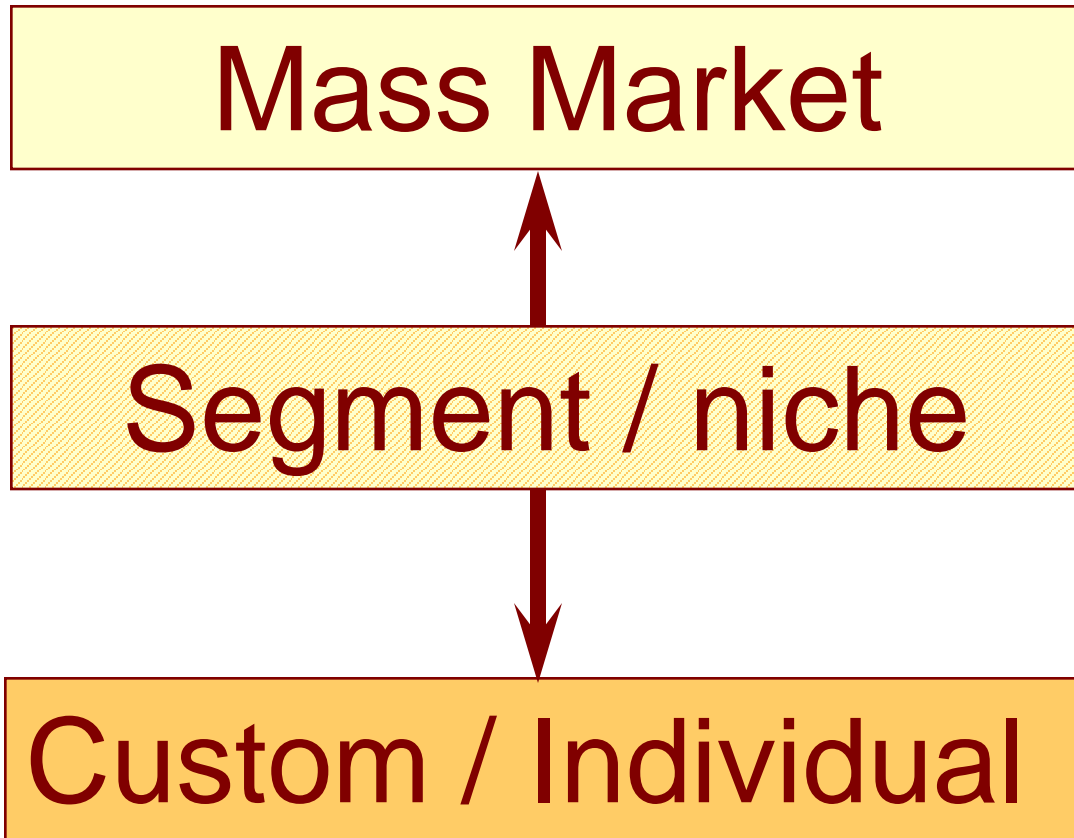 Mass Market
Segment / niche
Custom / Individual